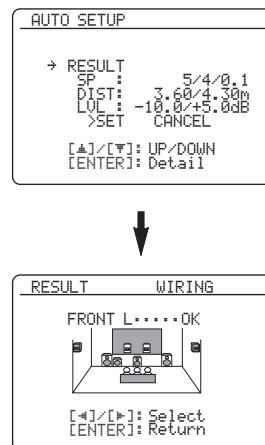 AUTO SETUP
→ RESULT
SP : 5/4/0.1
DIST: 3.60/4.30m
LVL : -10.0/+5.0dB
>SET CANCEL
[▲]/[▼]: UP/DOWN
[ENTER]: Detail
RESULT WIRING
FRONT L·····OK
[◄]/[►]: Select
[ENTER]: Return